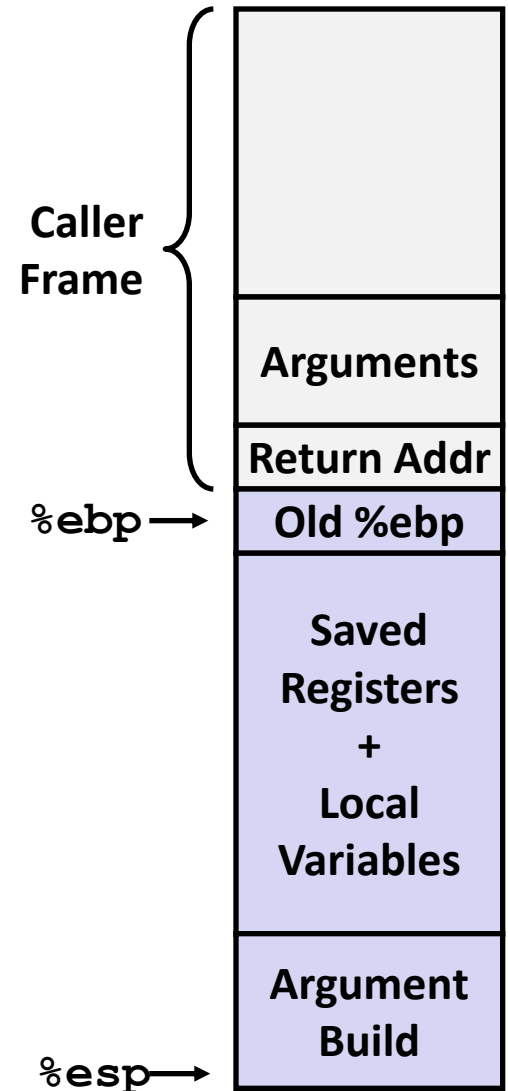 Caller
Frame
Arguments
Return Addr
%ebp
Old %ebp
Saved
Registers
+
Local
Variables
Argument
Build
%esp